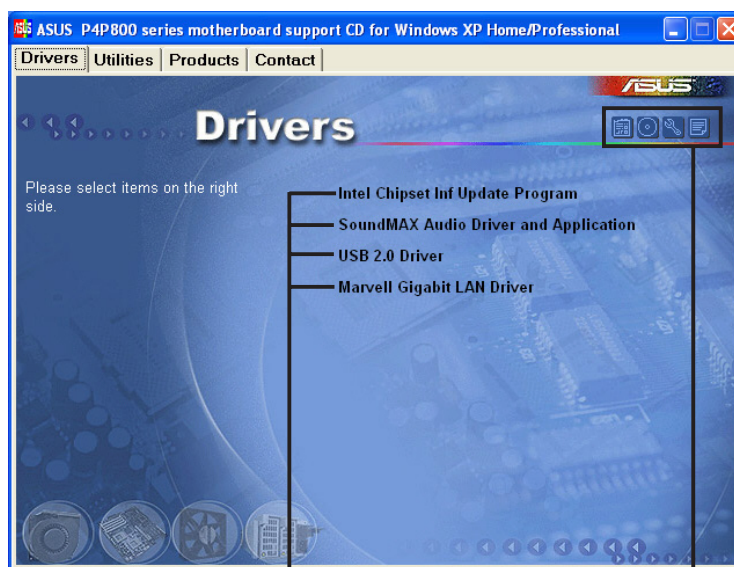 ASUS P4P800 series motherboard support CD for Windows XP Home/Professional
Drivers Utilities Products Contact
ASUS
Drivers
Please select items on the right
side.
Intel Chipset Inf Update Program
SoundMAX Audio Driver and Application
USB 2.0 Driver
Marvell Gigabit LAN Driver